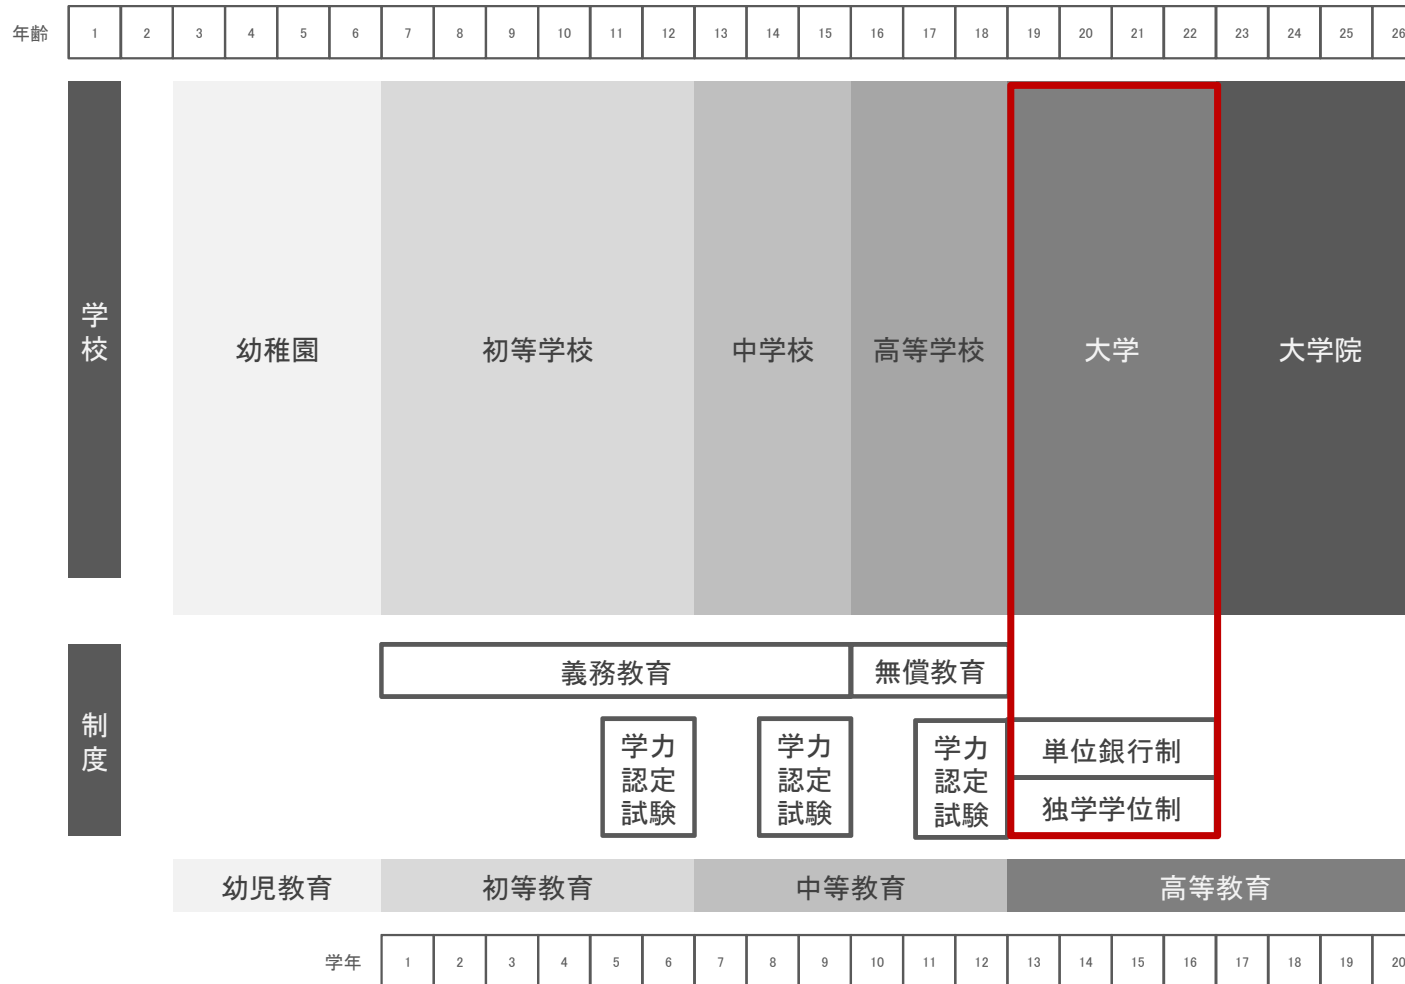 年齢 1 2 3 4 5 6 7 8 9 10 11 12 13 14 15 16 17 18 19 20 21 22 23 24 25 26
学校
幼稚園 初等学校 中学校 高等学校 大学 大学院
制度
義務教育 無償教育
学力認定試験 学力認定試験 学力認定試験
単位銀行制
独学学位制
幼児教育 初等教育 中等教育 高等教育
学年 1 2 3 4 5 6 7 8 9 10 11 12 13 14 15 16 17 18 19 20